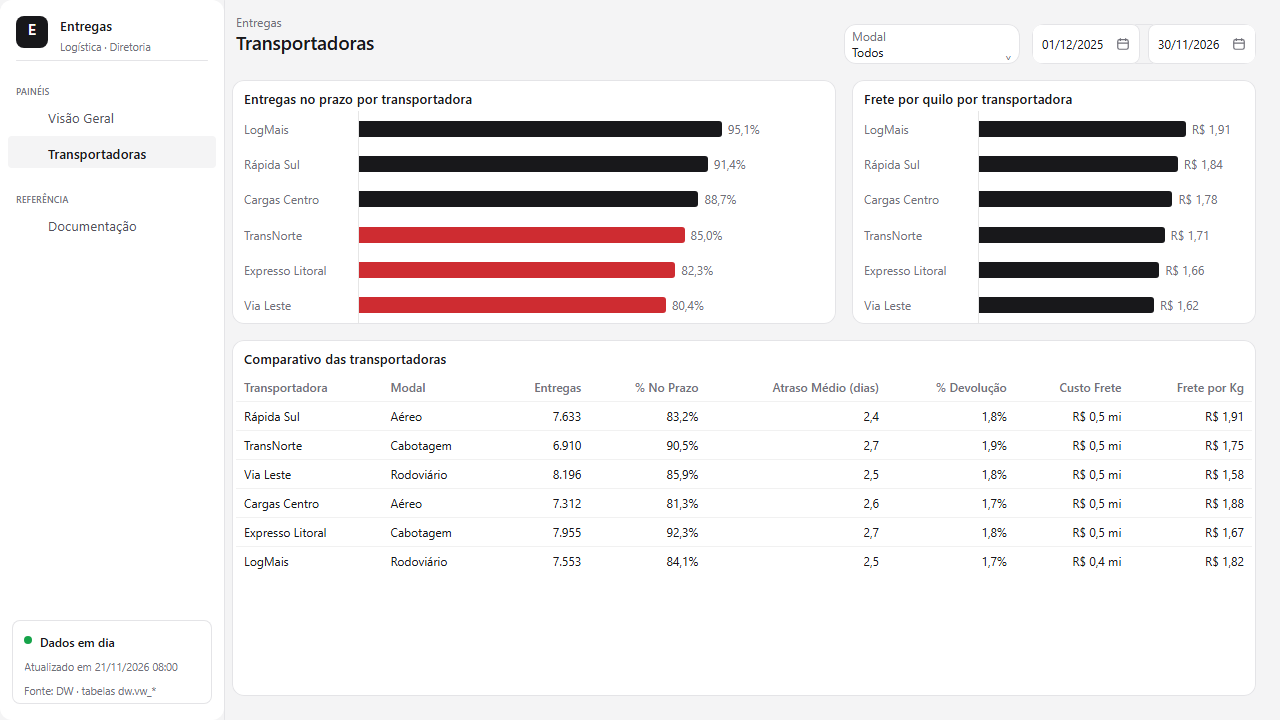 E
Entregas
Logística · Diretoria
PAINÉIS
Visão Geral
Transportadoras
REFERÊNCIA
Documentação
Dados em dia
Atualizado em 21/11/2026 08:00
Fonte: DW · tabelas dw.vw_*
Entregas
Transportadoras
Modal
Todos
01/12/2025
30/11/2026
Entregas no prazo por transportadora
LogMais 95,1%
Rápida Sul 91,4%
Cargas Centro 88,7%
TransNorte 85,0%
Expresso Litoral 82,3%
Via Leste 80,4%
Frete por quilo por transportadora
LogMais R$ 1,91
Rápida Sul R$ 1,84
Cargas Centro R$ 1,78
TransNorte R$ 1,71
Expresso Litoral R$ 1,66
Via Leste R$ 1,62
Comparativo das transportadoras
Transportadora Modal Entregas % No Prazo Atraso Médio (dias) % Devolução Custo Frete Frete por Kg
Rápida Sul Aéreo 7.633 83,2% 2,4 1,8% R$ 0,5 mi R$ 1,91
TransNorte Cabotagem 6.910 90,5% 2,7 1,9% R$ 0,5 mi R$ 1,75
Via Leste Rodoviário 8.196 85,9% 2,5 1,8% R$ 0,5 mi R$ 1,58
Cargas Centro Aéreo 7.312 81,3% 2,6 1,7% R$ 0,5 mi R$ 1,88
Expresso Litoral Cabotagem 7.955 92,3% 2,7 1,8% R$ 0,5 mi R$ 1,67
LogMais Rodoviário 7.553 84,1% 2,5 1,7% R$ 0,4 mi R$ 1,82